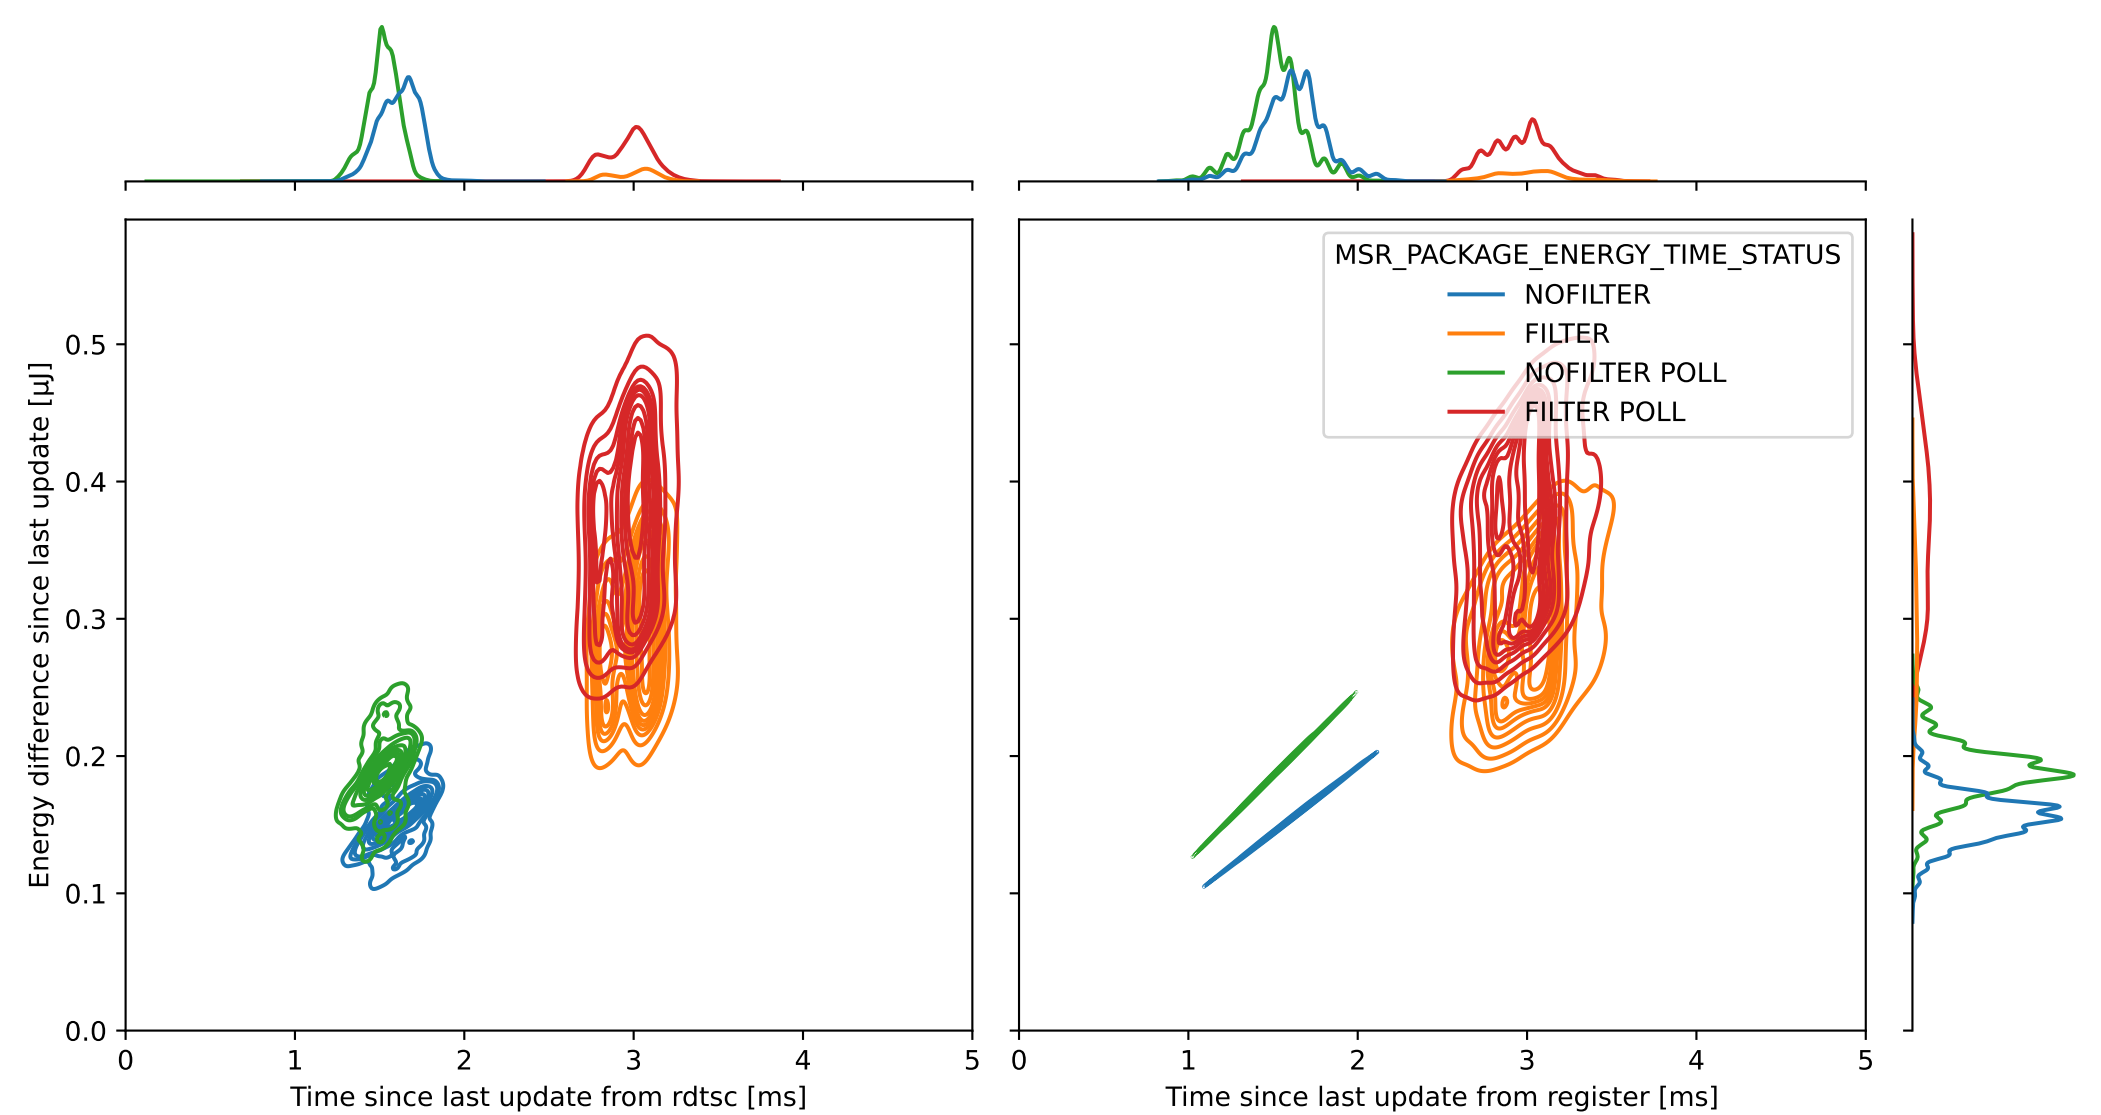 MSR_PACKAGE_ENERGY_TIME_STATUS
NOFILTER
FILTER
NOFILTER POLL
FILTER POLL
Energy difference since last update [µJ]
0.5
0.4
0.3
0.2
0.1
0.0
0 1 2 3 4 5
0 1 2 3 4 5
Time since last update from rdtsc [ms]
Time since last update from register [ms]